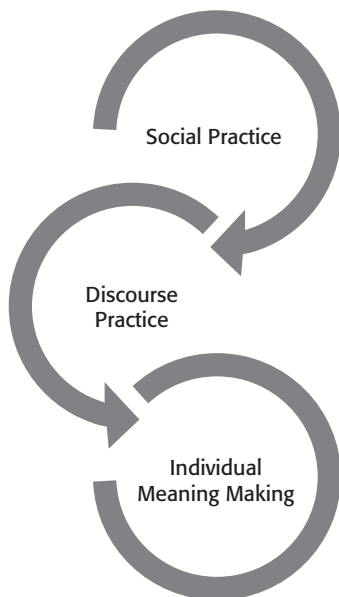 Social Practice
Discourse
Practice
Individual
Meaning Making